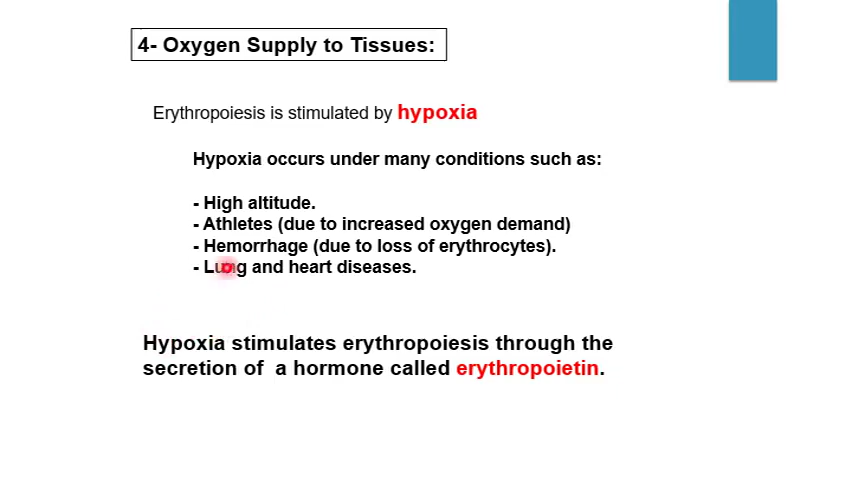 4- Oxygen Supply to Tissues:
Erythropoiesis is stimulated by hypoxia
Hypoxia occurs under many conditions such as:
- High altitude.
- Athletes (due to increased oxygen demand)
- Hemorrhage (due to loss of erythrocytes).
- Lung and heart diseases.
Hypoxia stimulates erythropoiesis through the
secretion of a hormone called erythropoietin.